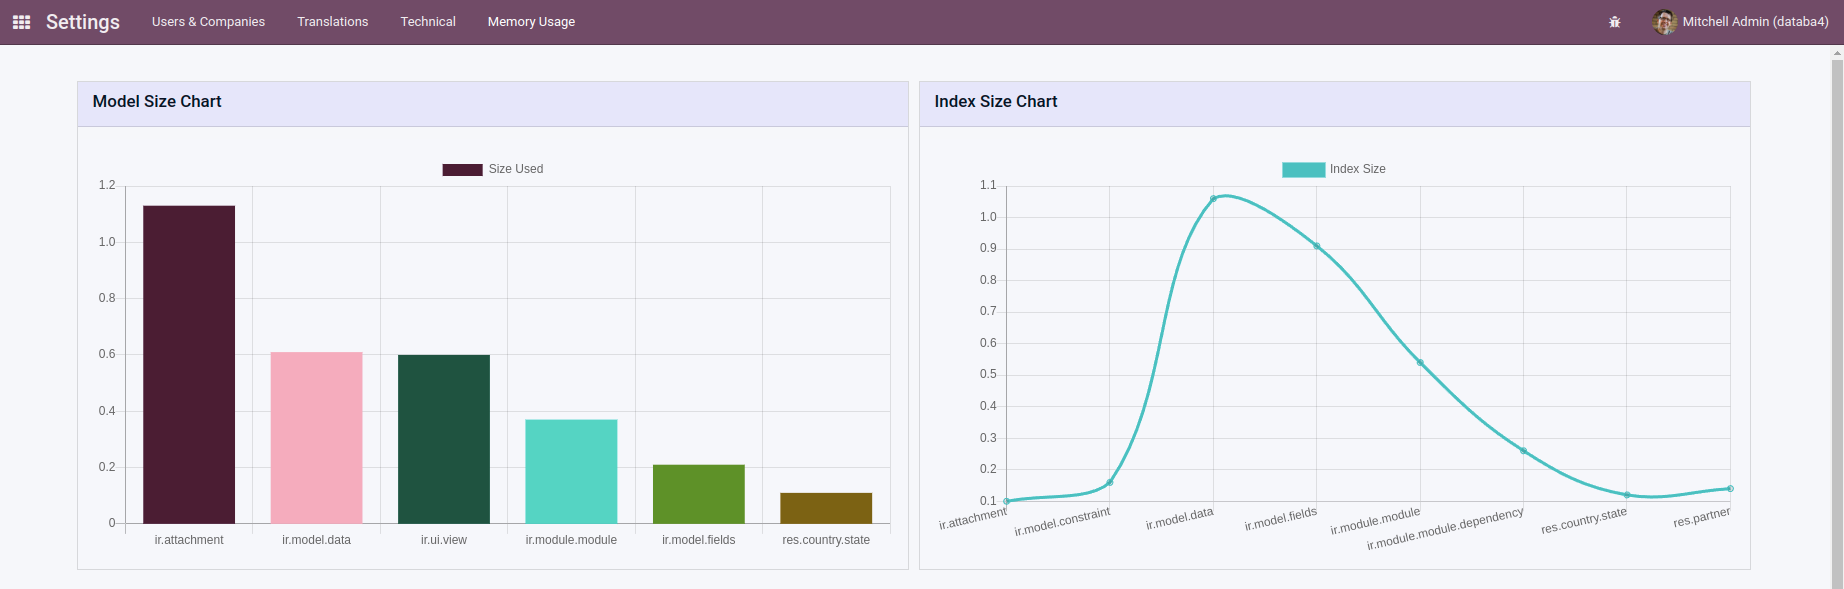 Settings Users & Companies Translations Technical Memory Usage Mitchell Admin (databa4)
Model Size Chart
Size Used
1.2
1.0
0.8
0.6
0.4
0.2
0
ir.attachment ir.model.data ir.ui.view ir.module.module ir.model.fields res.country.state
Index Size Chart
Index Size
1.1
1.0
0.9
0.8
0.7
0.6
0.5
0.4
0.3
0.2
0.1
ir.attachment ir.model.constraint ir.model.data ir.model.fields ir.module.module ir.module.module.dependency res.country.state res.partner